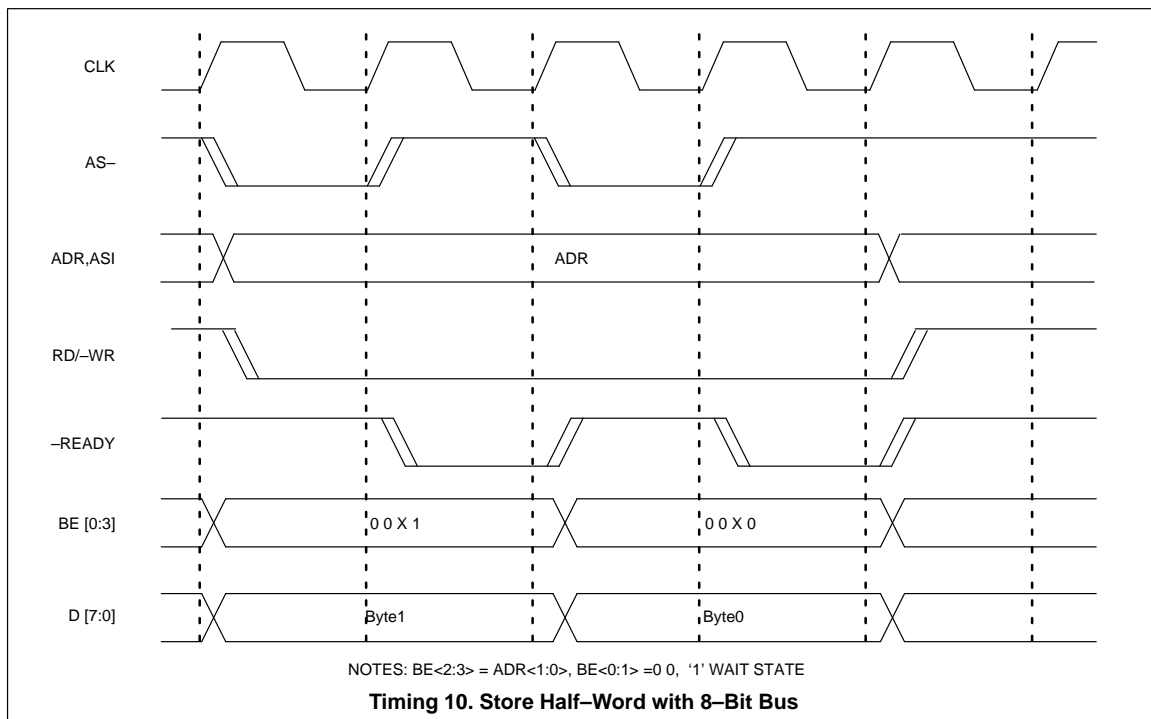 CLK
AS–
ADR,ASI
ADR
RD/–WR
–READY
BE [0:3]
0 0 X 1
0 0 X 0
D [7:0]
Byte1
Byte0
NOTES: BE<2:3> = ADR<1:0>, BE<0:1> =0 0, ‘1’ WAIT STATE
Timing 10. Store Half–Word with 8–Bit Bus